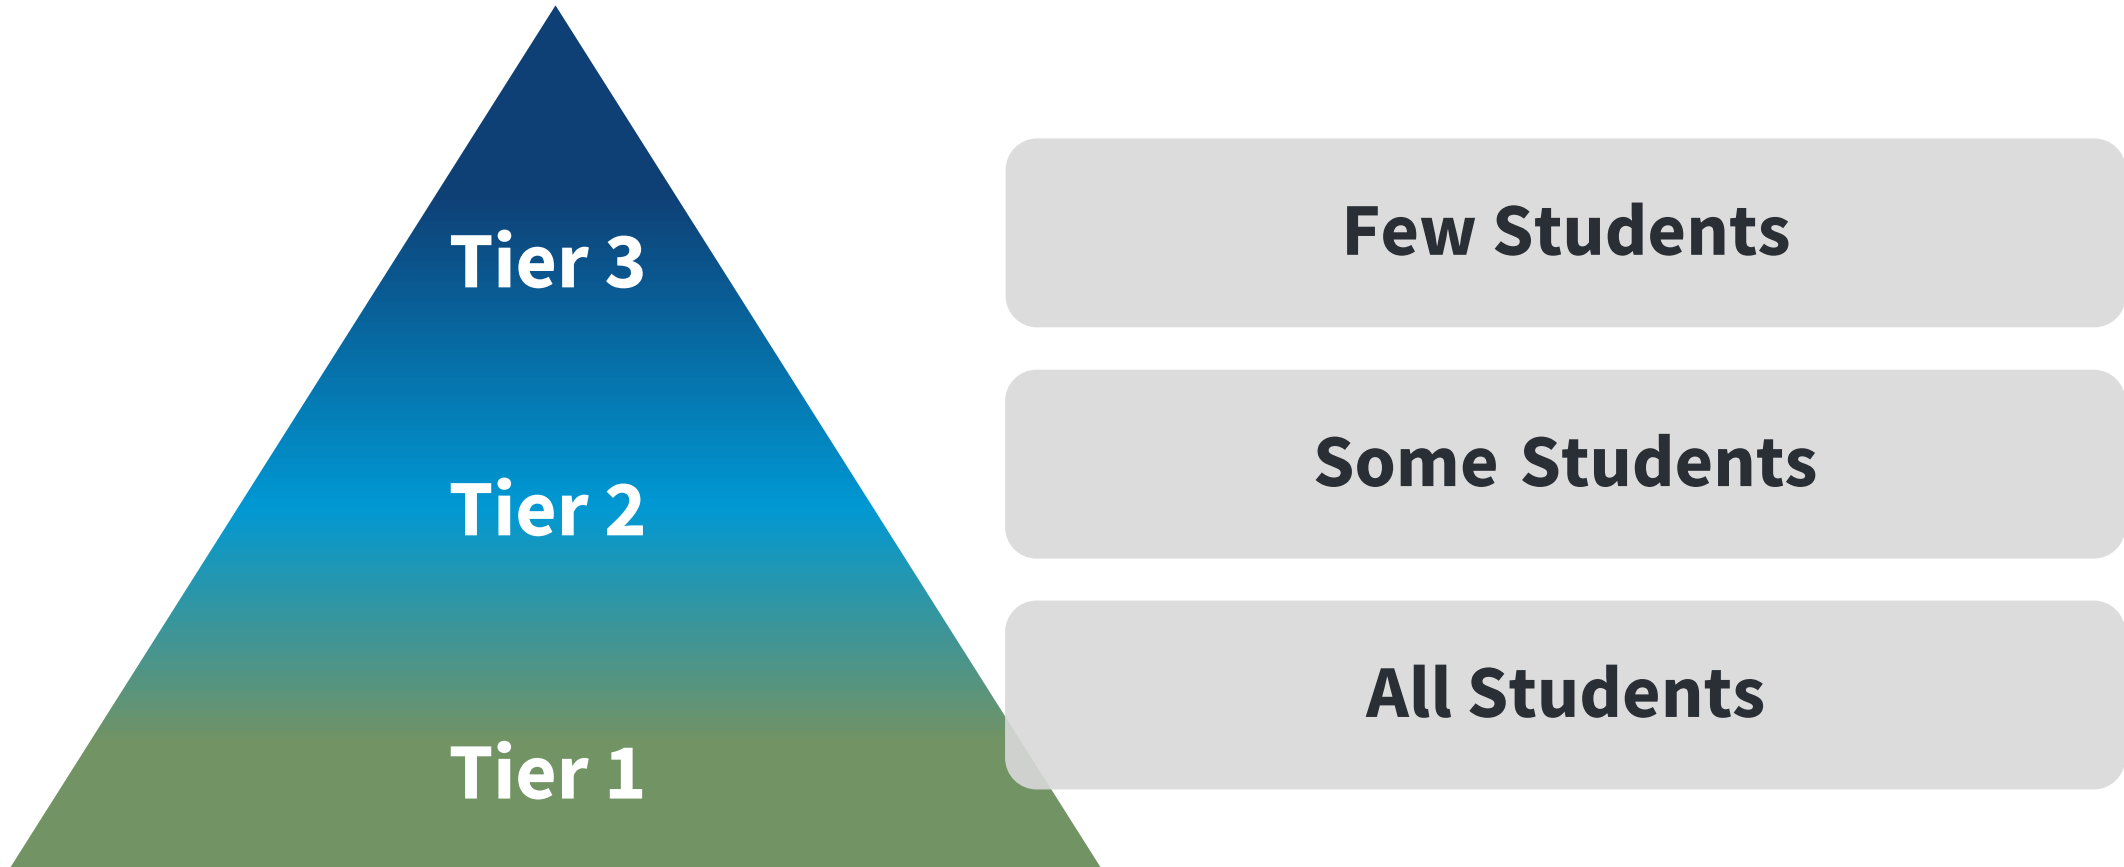 Tier 3
Few Students
Tier 2
Some Students
Tier 1
All Students